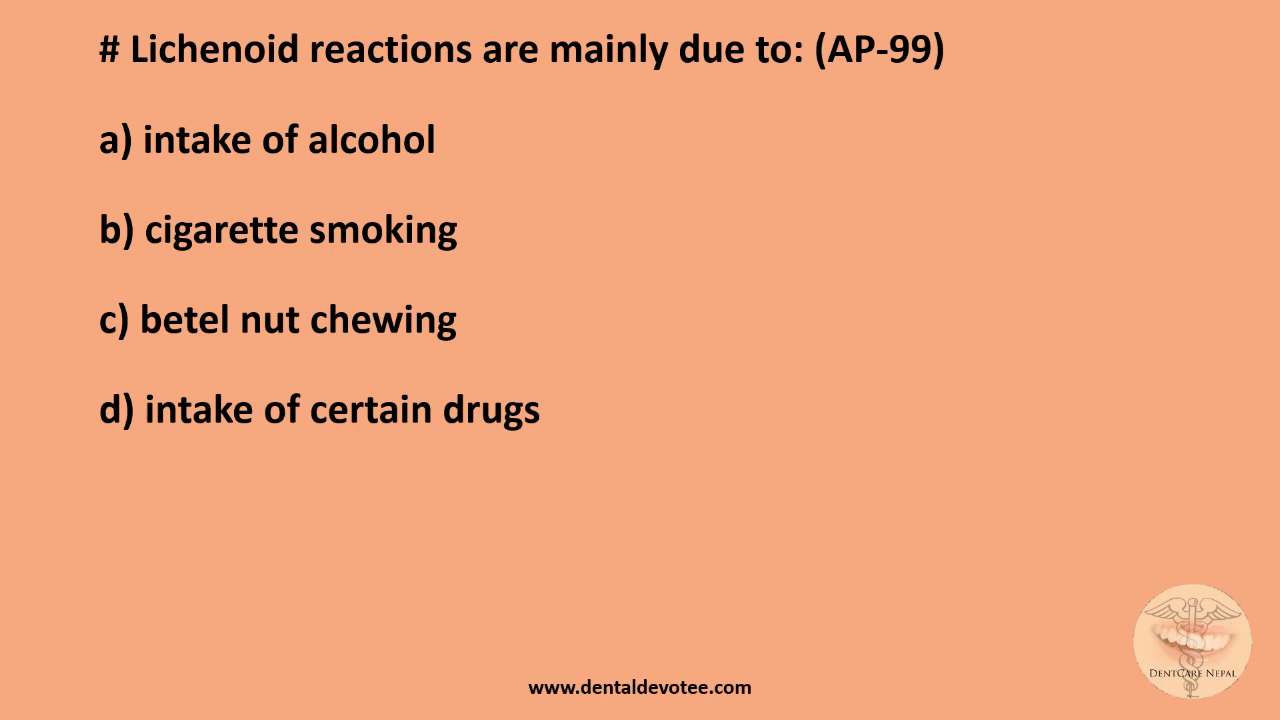 # Lichenoid reactions are mainly due to: (AP-99)
a) intake of alcohol
b) cigarette smoking
c) betel nut chewing
d) intake of certain drugs
DENTCARE NEPAL
www.dentaldevotee.com